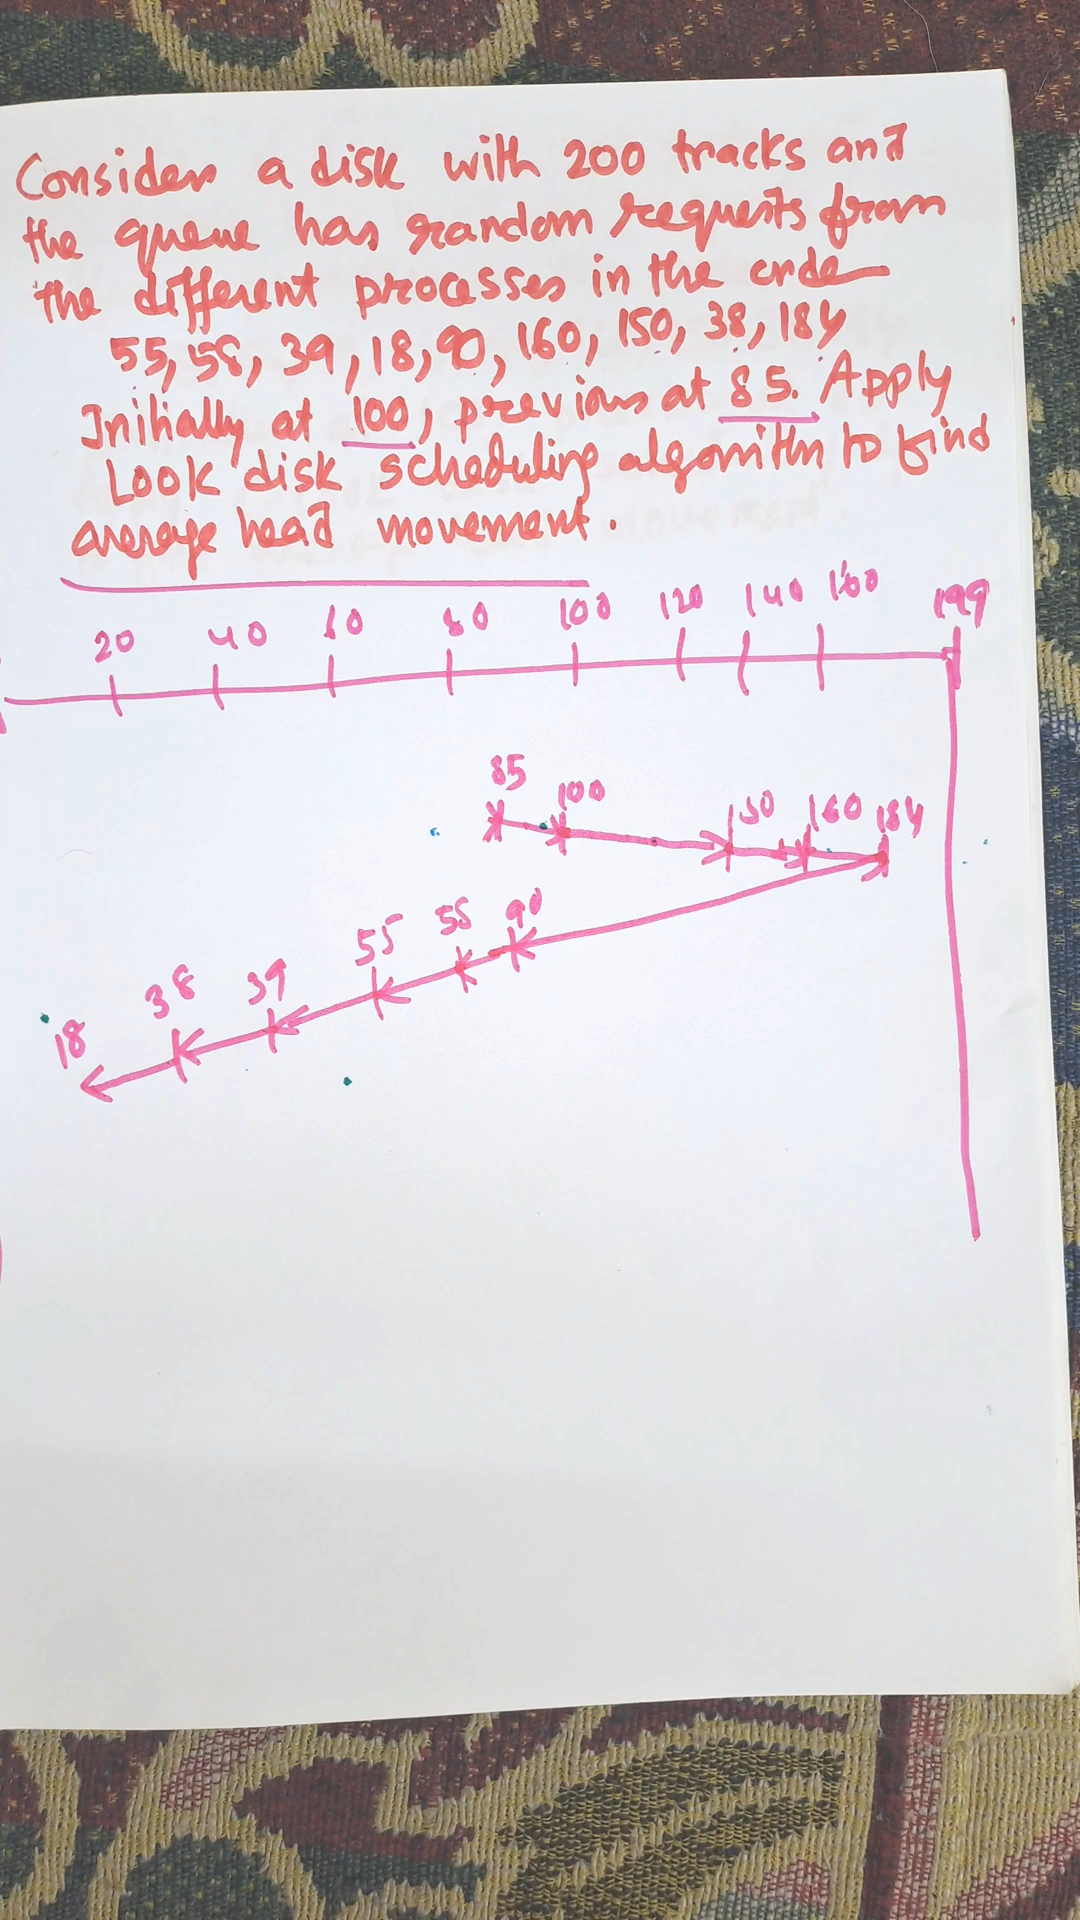 Consider a disk with 200 tracks and
the queue has random requests from
the different processes in the orde
55, 58, 39, 18, 90, 160, 150, 38, 184
Initially at 100, previous at 85. Apply
Look disk scheduling algorithm to find
average head movement.
20 40 60 80 100 120 140 160 199
85 100 150 160 184
18 38 39 55 58 90